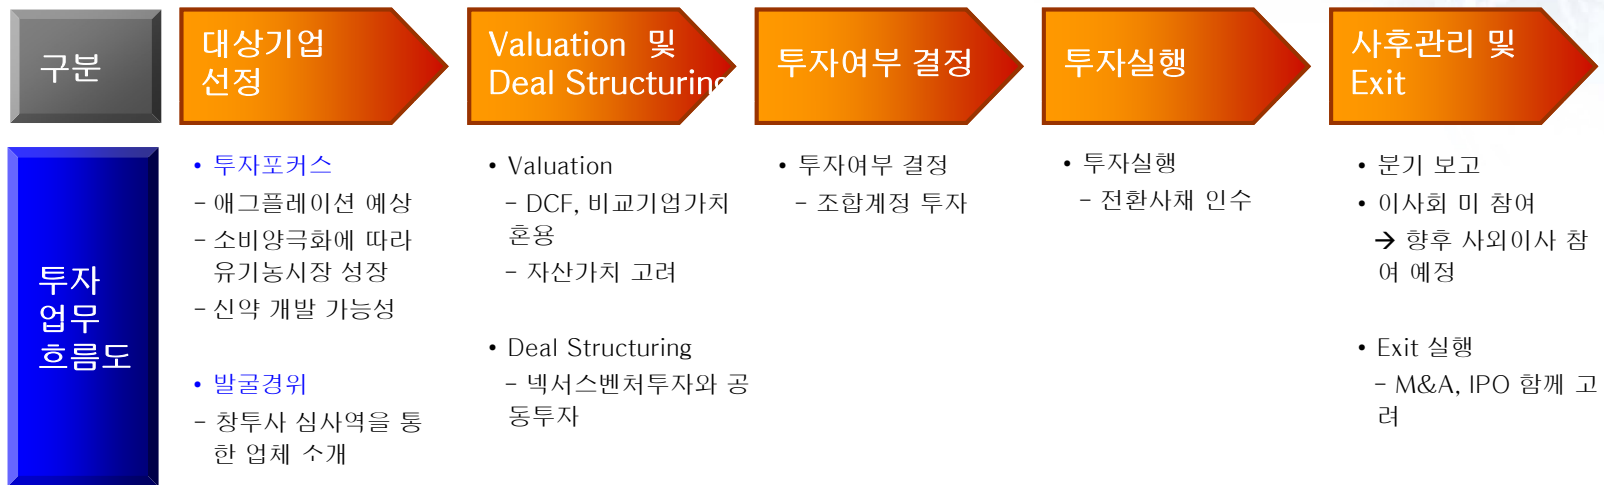 구분
대상기업
선정
Valuation 및
Deal Structuring
투자여부 결정
투자실행
사후관리 및
Exit
투자
업무
흐름도
• 투자포커스
- 애그플레이션 예상
- 소비양극화에 따라
유기농시장 성장
- 신약 개발 가능성
• 발굴경위
- 창투사 심사역을 통
한 업체 소개
• Valuation
- DCF, 비교기업가치
혼용
- 자산가치 고려
• Deal Structuring
- 넥서스벤처투자와 공
동투자
• 투자여부 결정
- 조합계정 투자
• 투자실행
- 전환사채 인수
• 분기 보고
• 이사회 미 참여
→ 향후 사외이사 참
여 예정
• Exit 실행
- M&A, IPO 함께 고
려